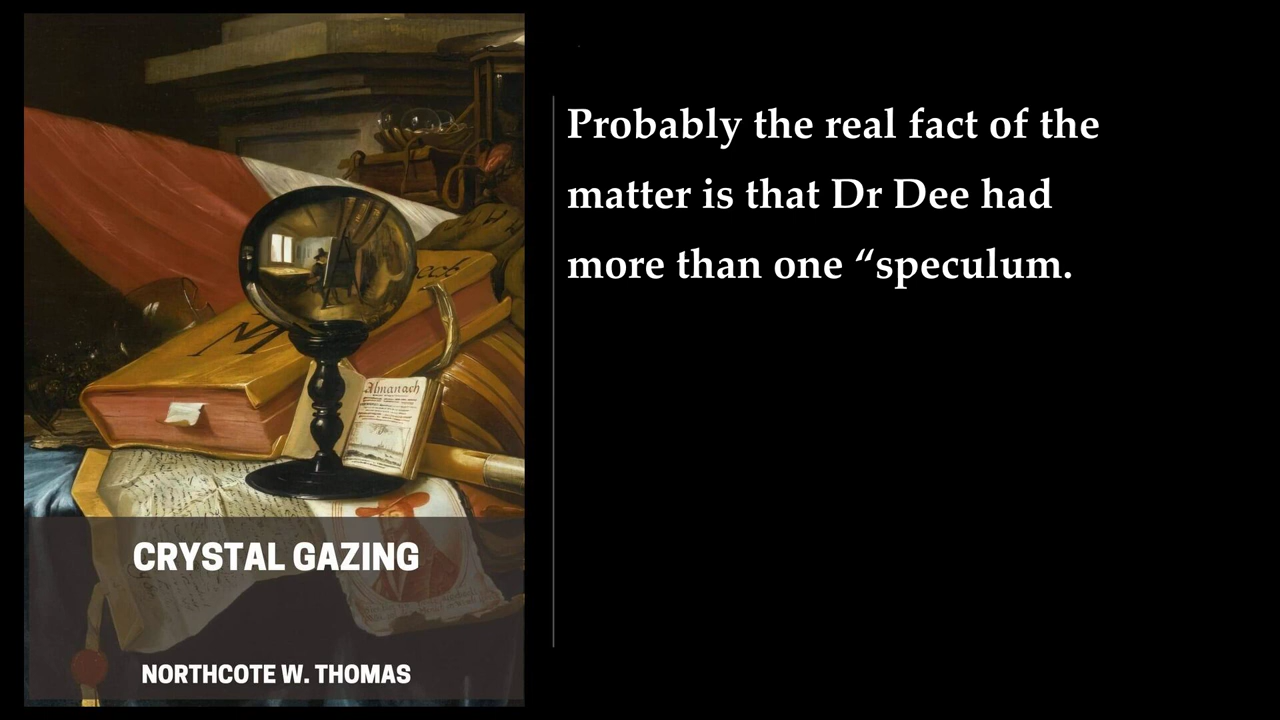 Probably the real fact of the
matter is that Dr Dee had
more than one “speculum.
M
Almanach
CRYSTAL GAZING
NORTHCOTE W. THOMAS